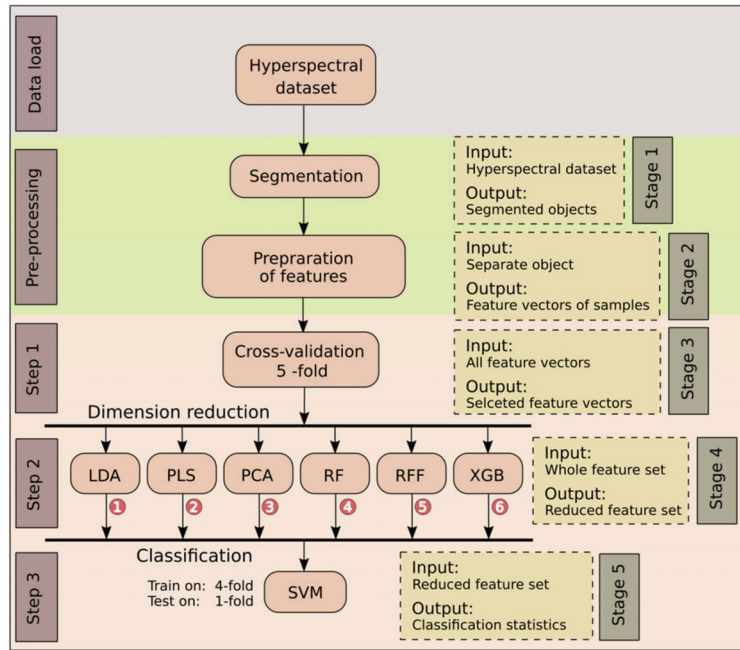 Data load
Hyperspectral
dataset
Pre-processing
Segmentation
Input:
Hyperspectral dataset
Output:
Segmented objects
Stage 1
Prepraration
of features
Input:
Separate object
Output:
Feature vectors of samples
Stage 2
Step 1
Cross-validation
5 -fold
Input:
All feature vectors
Output:
Selceted feature vectors
Stage 3
Dimension reduction
Step 2
LDA
PLS
PCA
RF
RFF
XGB
1
2
3
4
5
6
Input:
Whole feature set
Output:
Reduced feature set
Stage 4
Step 3
Classification
Train on: 4-fold
Test on: 1-fold
SVM
Input:
Reduced feature set
Output:
Classification statistics
Stage 5